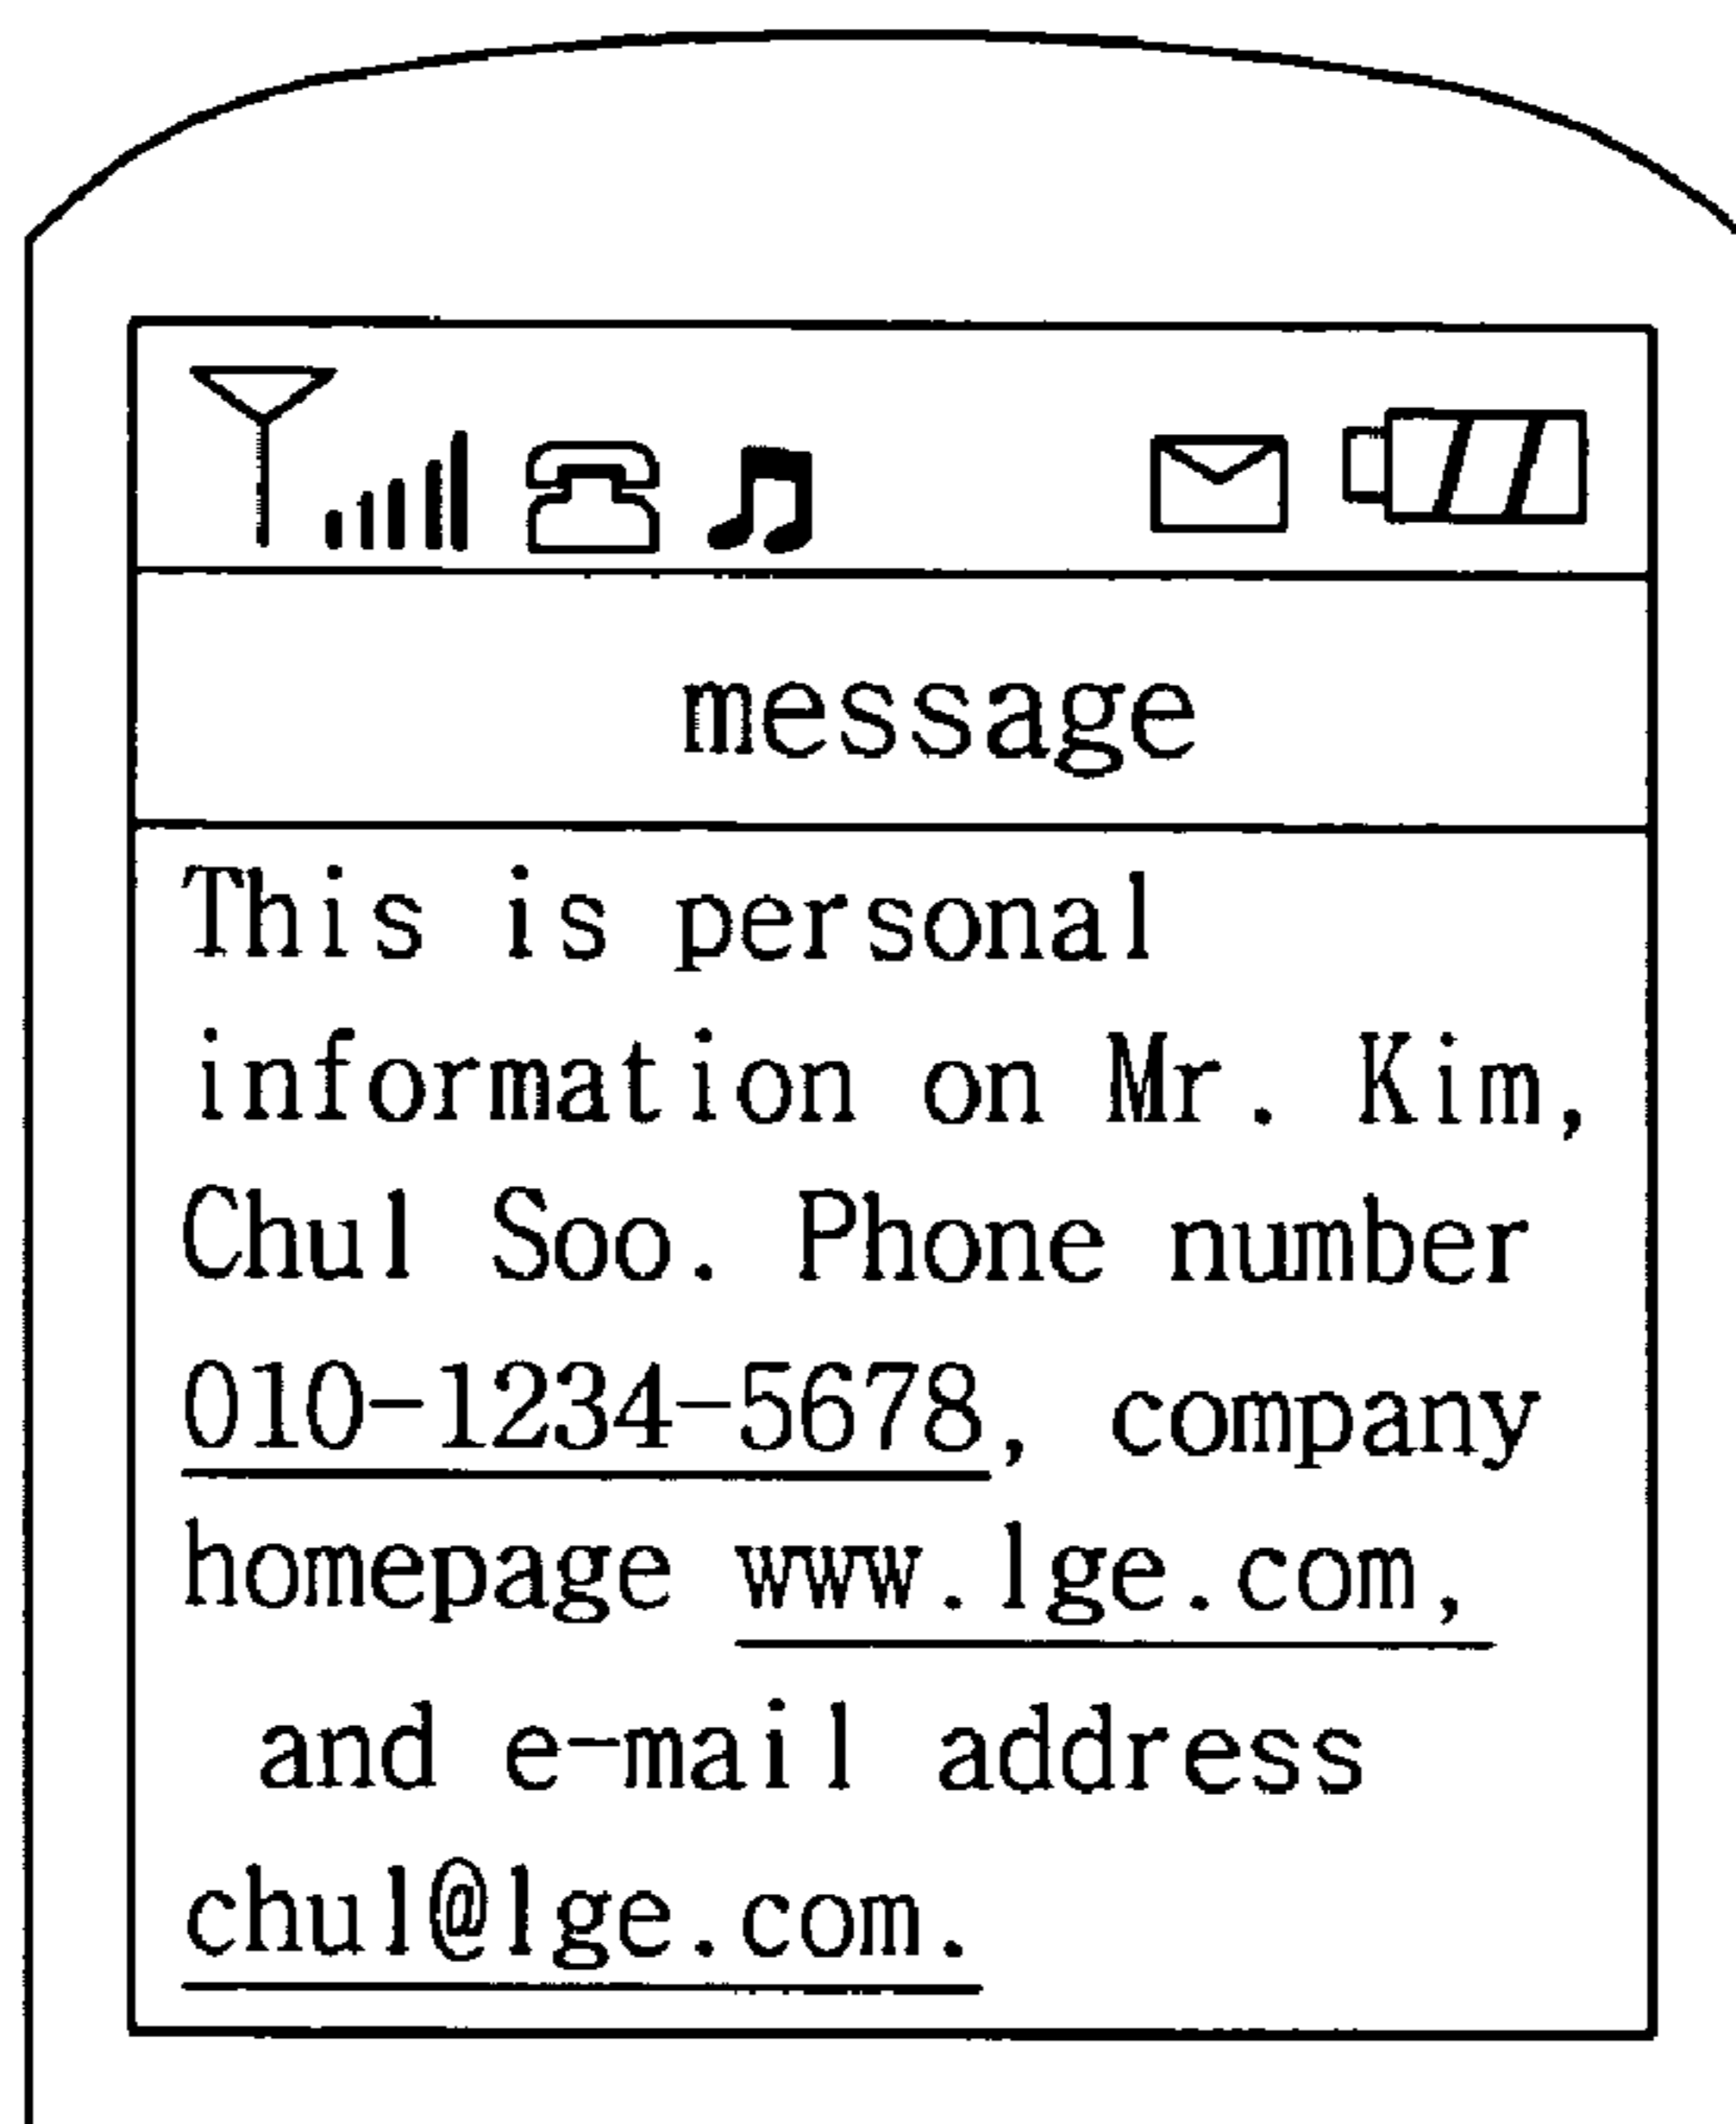 message
This is personal
information on Mr. Kim,
Chul Soo. Phone number
010-1234-5678, company
homepage www.lge.com,
and e-mail address
chul@lge.com.